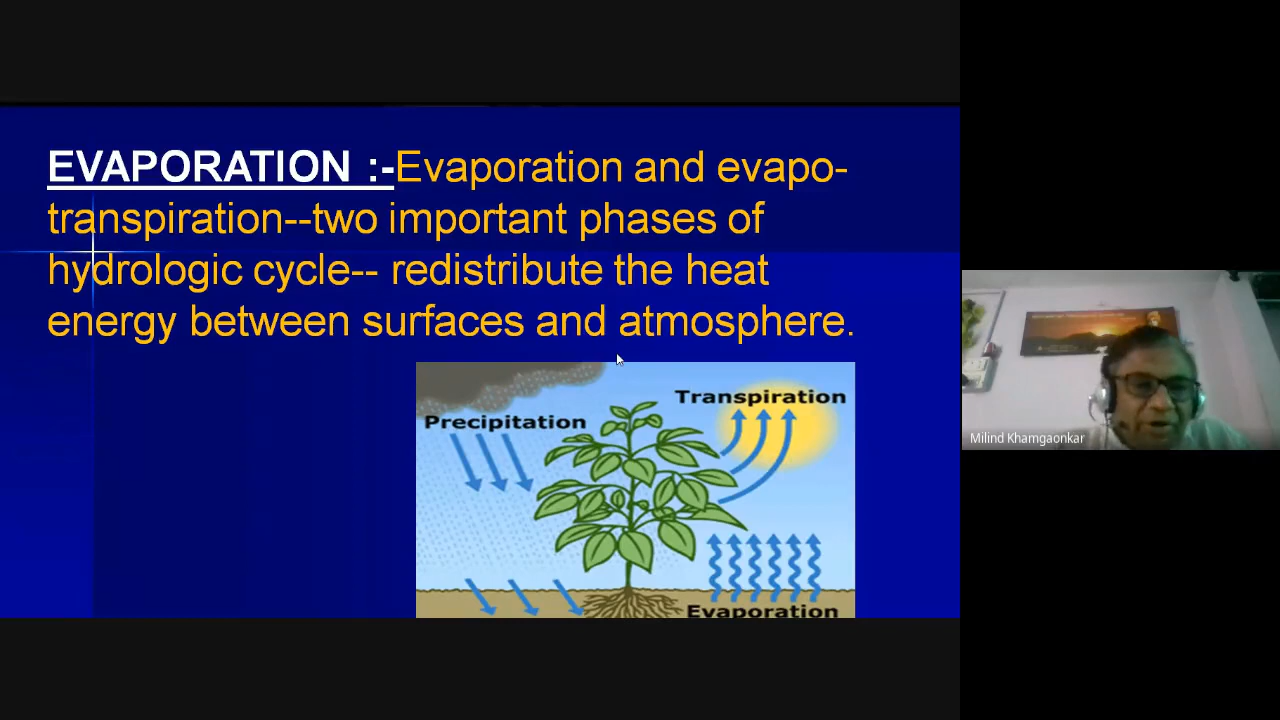 EVAPORATION :-Evaporation and evapo-
transpiration--two important phases of
hydrologic cycle-- redistribute the heat
energy between surfaces and atmosphere.
Transpiration
Precipitation
Evaporation
Milind Khamgaonkar